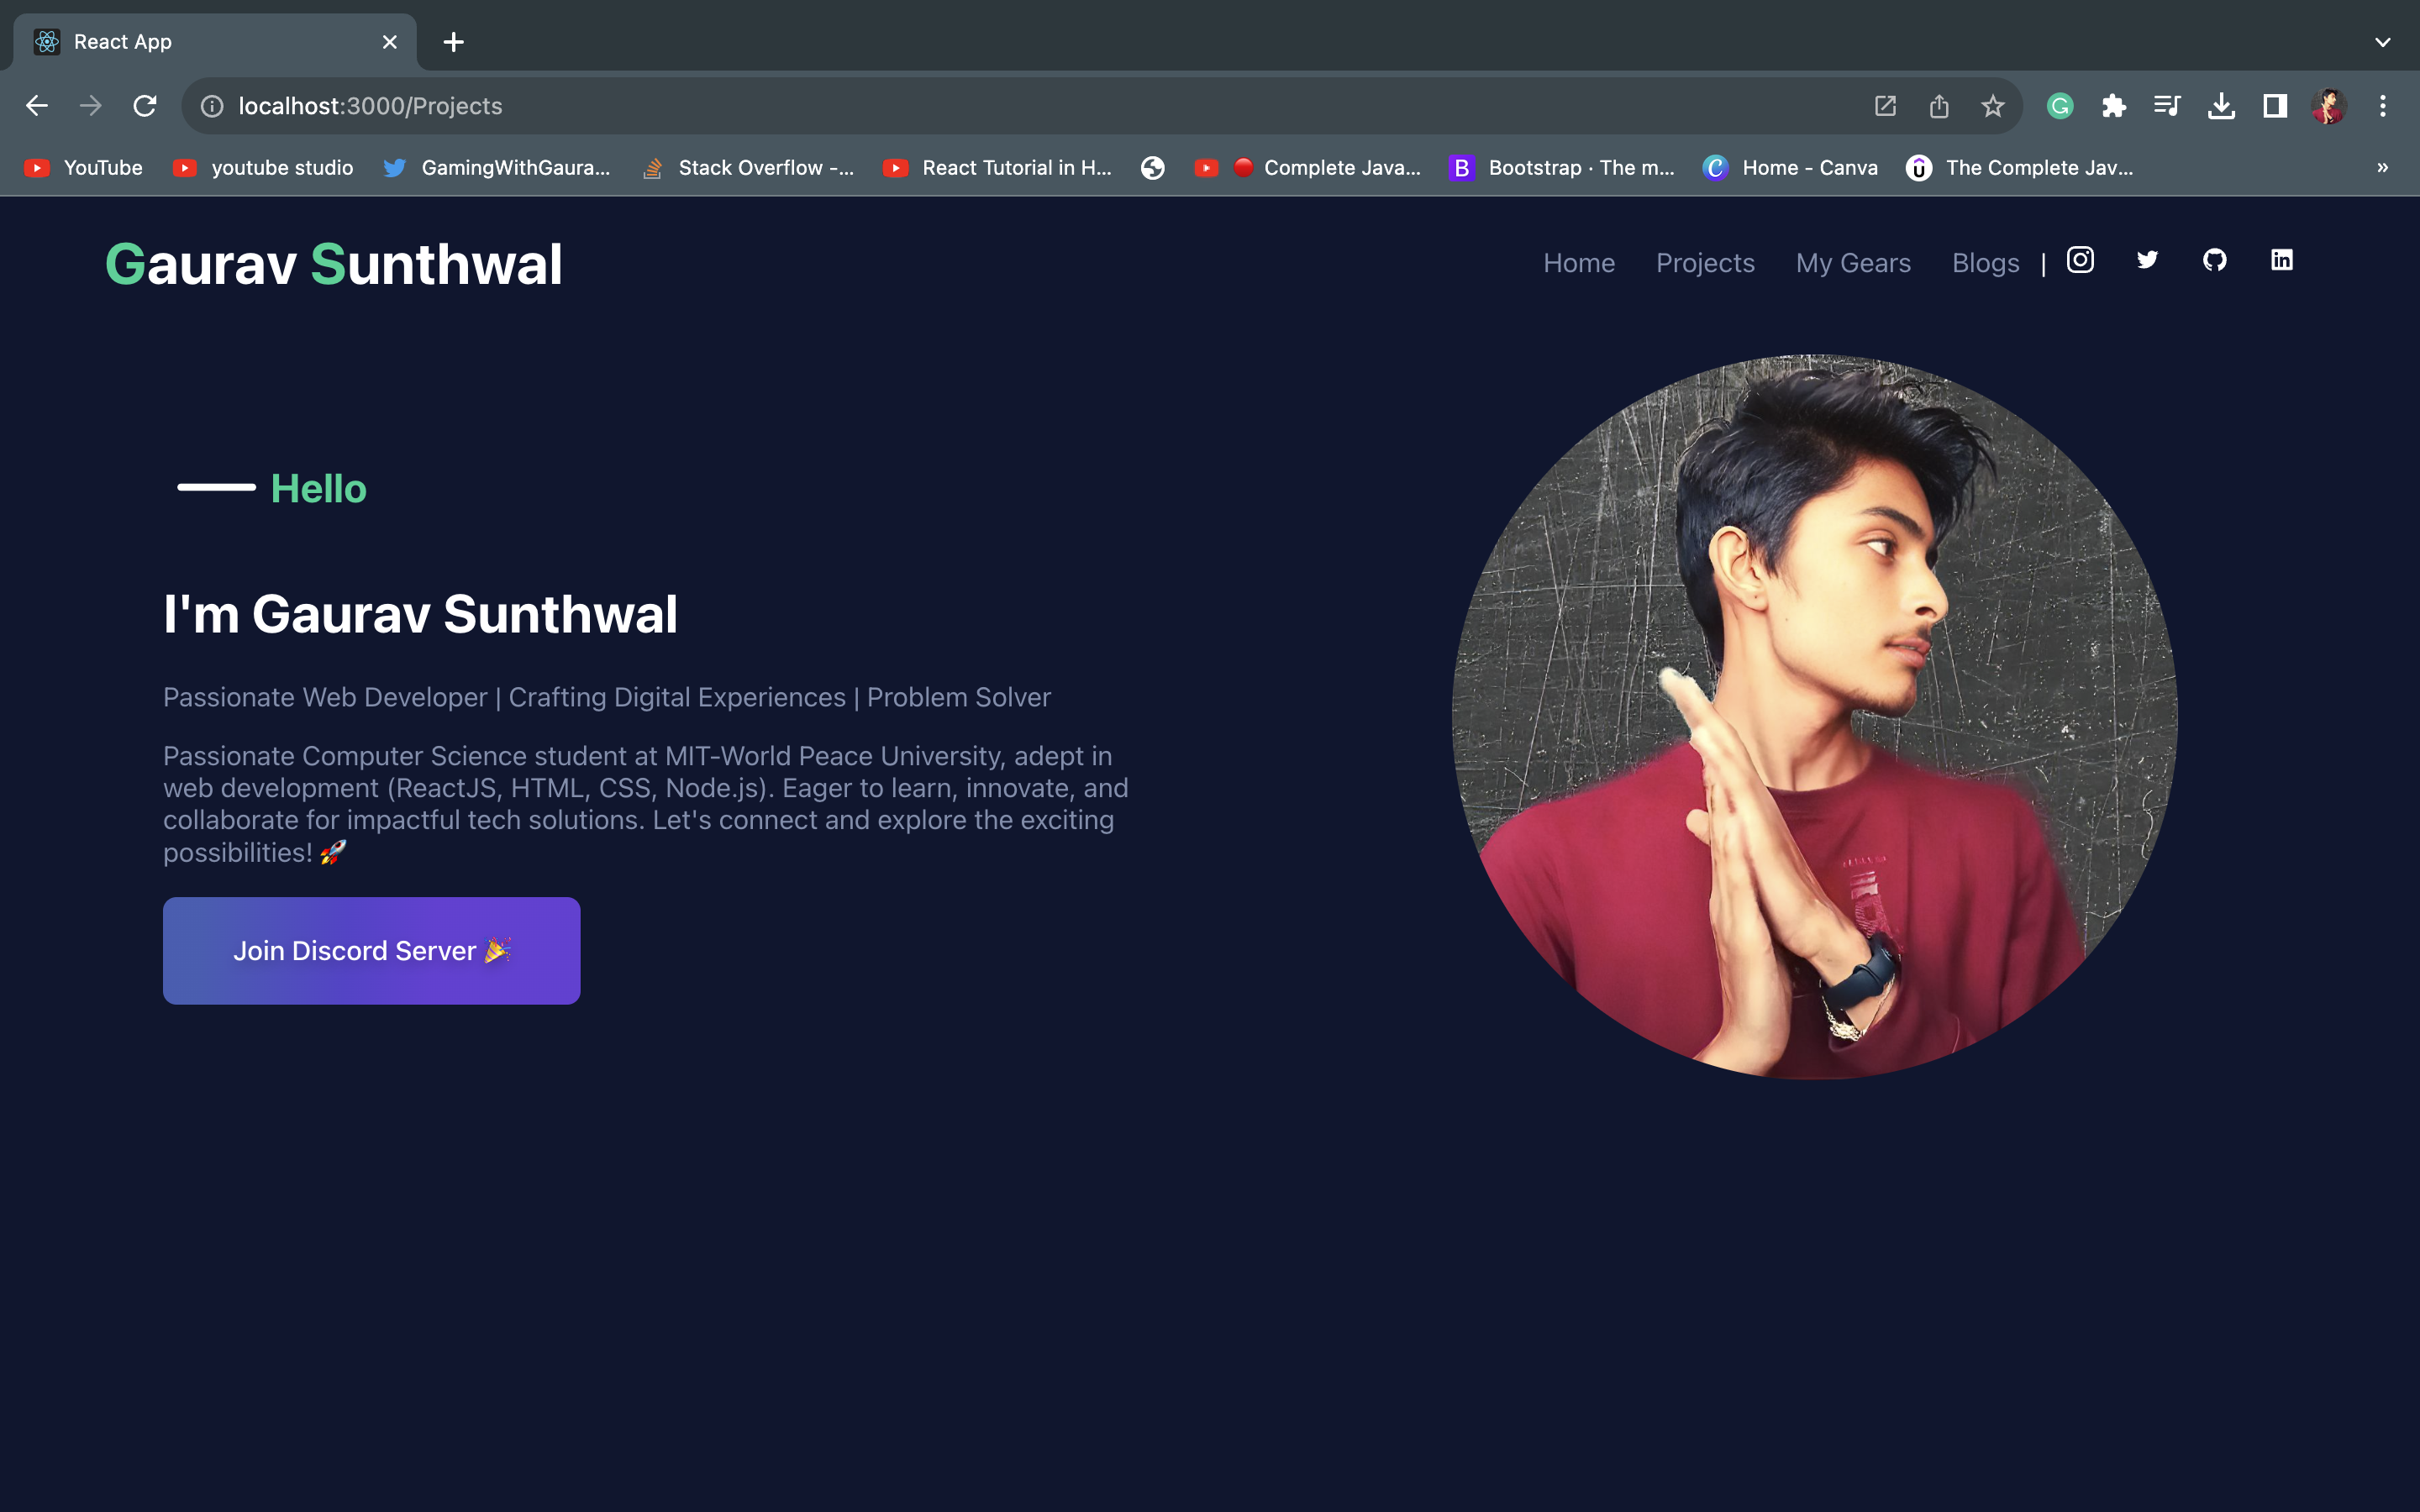 React App
localhost:3000/Projects
YouTube
youtube studio
GamingWithGaura...
Stack Overflow -...
React Tutorial in H...
Complete Java...
Bootstrap · The m...
Home - Canva
The Complete Jav...
»
Gaurav Sunthwal
Home
Projects
My Gears
Blogs |
Hello
I'm Gaurav Sunthwal
Passionate Web Developer | Crafting Digital Experiences | Problem Solver
Passionate Computer Science student at MIT-World Peace University, adept in
web development (ReactJS, HTML, CSS, Node.js). Eager to learn, innovate, and
collaborate for impactful tech solutions. Let's connect and explore the exciting
possibilities! 🚀
Join Discord Server 🎉